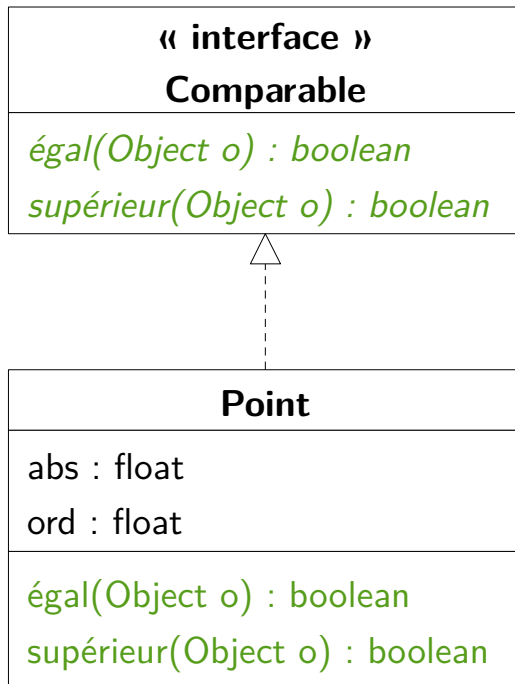 « interface »
Comparable
égal(Object o) : boolean
supérieur(Object o) : boolean
Point
abs : float
ord : float
égal(Object o) : boolean
supérieur(Object o) : boolean